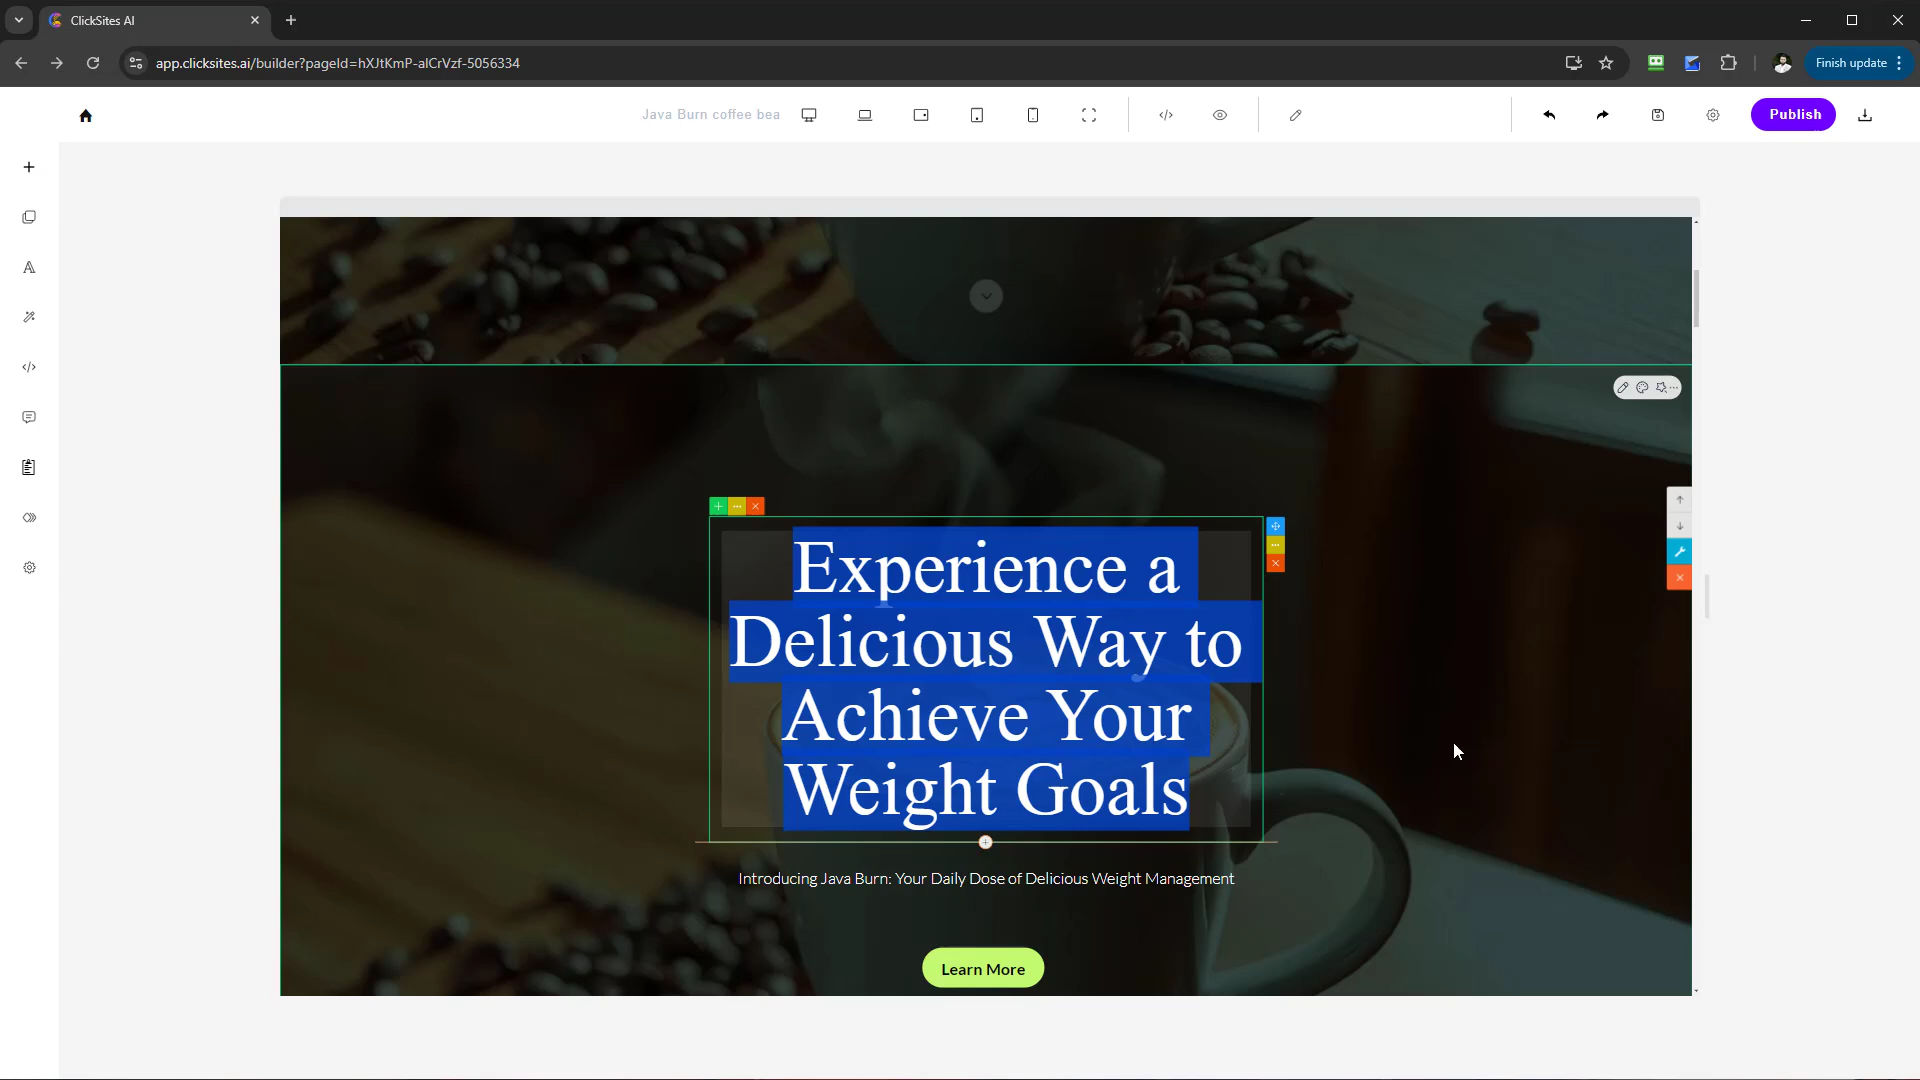 ClickSites AI
app.clicksites.ai/builder?pageId=hXJtKmP-alCrVzf-5056334
Finish update
Java Burn coffee bea
Publish
Experience a
Delicious Way to
Achieve Your
Weight Goals
Introducing Java Burn: Your Daily Dose of Delicious Weight Management
Learn More